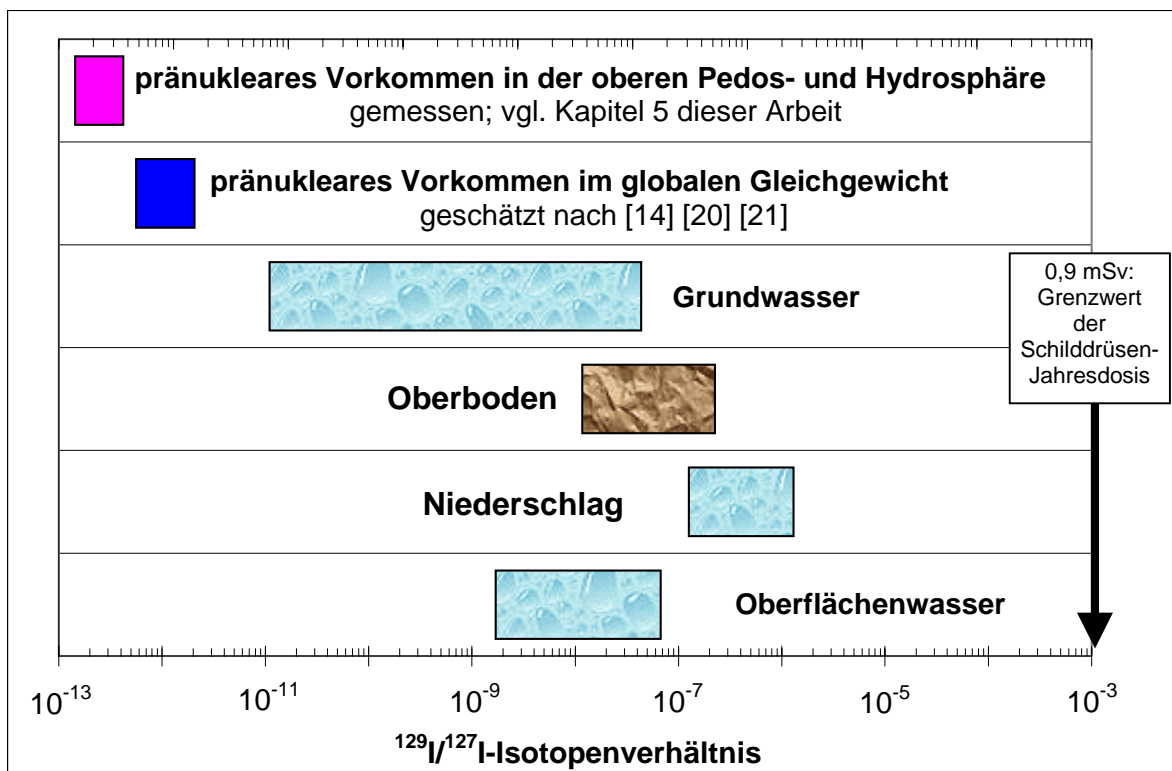 pränukleares Vorkommen in der oberen Pedos- und Hydrosphäre
gemessen; vgl. Kapitel 5 dieser Arbeit
pränukleares Vorkommen im globalen Gleichgewicht
geschätzt nach [14] [20] [21]
Grundwasser
0,9 mSv:
Grenzwert
der
Schilddrüsen-
Jahresdosis
Oberboden
Niederschlag
Oberflächenwasser
10⁻¹³ 10⁻¹¹ 10⁻⁹ 10⁻⁷ 10⁻⁵ 10⁻³
¹²⁹I/¹²⁷I-Isotopenverhältnis